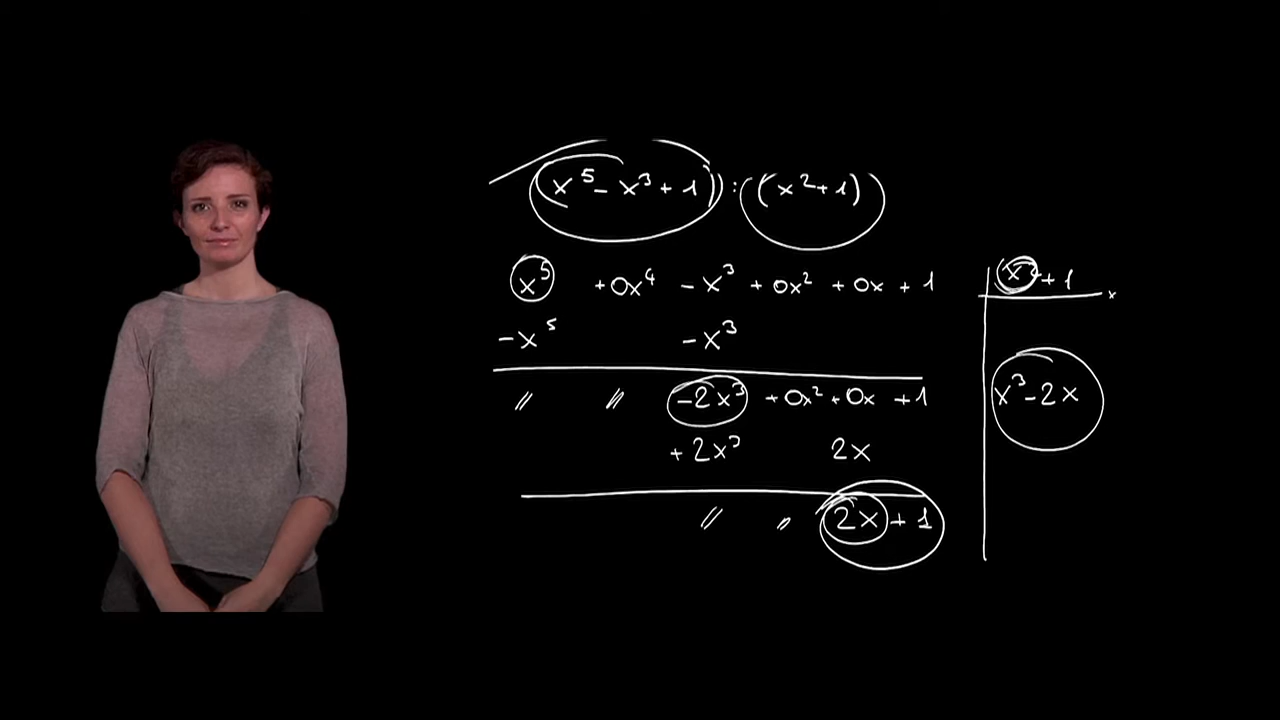 (x⁵ - x³ + 1) : (x² + 1)
x⁵ + 0x⁴ - x³ + 0x² + 0x + 1 | x² + 1
-x⁵ - x³
// // -2x³ + 0x² + 0x + 1 | x³ - 2x
+ 2x³ 2x
// // 2x + 1